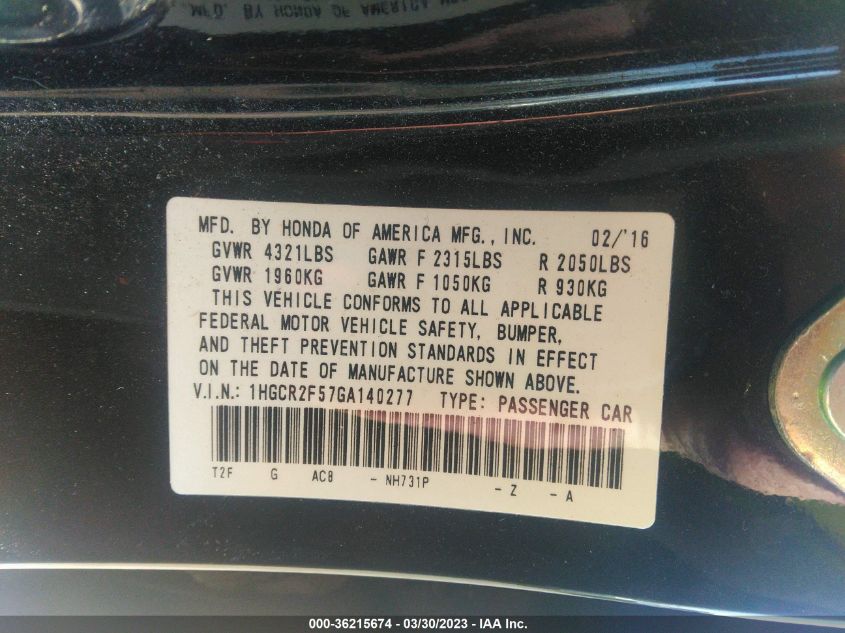 MFD. BY HONDA OF AMERICA MFG., INC. 02/'16
GVWR 4321LBS GAWR F 2315LBS R 2050LBS
GVWR 1960KG GAWR F 1050KG R 930KG
THIS VEHICLE CONFORMS TO ALL APPLICABLE
FEDERAL MOTOR VEHICLE SAFETY, BUMPER,
AND THEFT PREVENTION STANDARDS IN EFFECT
ON THE DATE OF MANUFACTURE SHOWN ABOVE.
V.I.N.: 1HGCR2F57GA140277 TYPE: PASSENGER CAR
T2F G AC8 - NH731P - Z - A
000-36215674 — 03/30/2023 — IAA Inc.